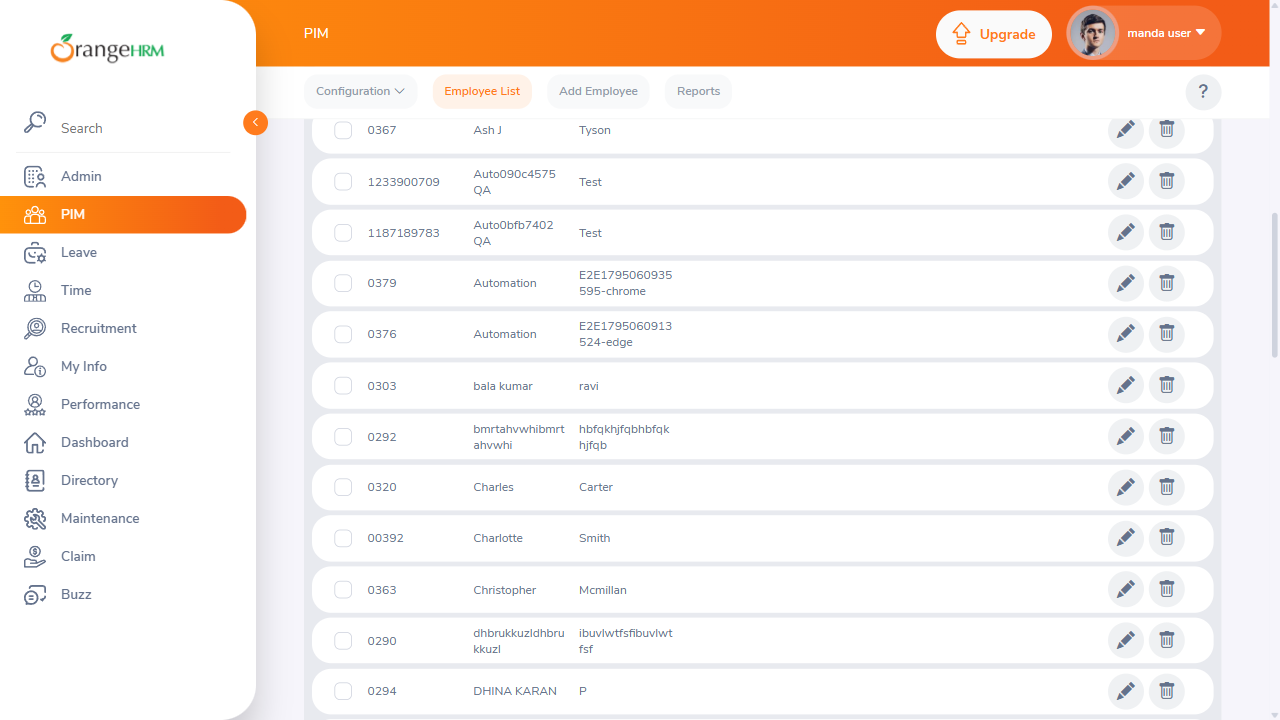 OrangeHRM
PIM
Upgrade
manda user
Configuration
Employee List
Add Employee
Reports
?
Search
Admin
PIM
Leave
Time
Recruitment
My Info
Performance
Dashboard
Directory
Maintenance
Claim
Buzz
0367 Ash J Tyson
1233900709 Auto090c4575 Test
QA
1187189783 Auto0bfb7402 Test
QA
0379 Automation E2E1795060935
595-chrome
0376 Automation E2E1795060913
524-edge
0303 bala kumar ravi
0292 bmrtahvwhibmrt hbfqkhjfqbhbfqk
ahvwhi hjfqb
0320 Charles Carter
00392 Charlotte Smith
0363 Christopher Mcmillan
0290 dhbrukkuzldhbru ibuvlwtfsfibuvlwt
kkuzl fsf
0294 DHINA KARAN P